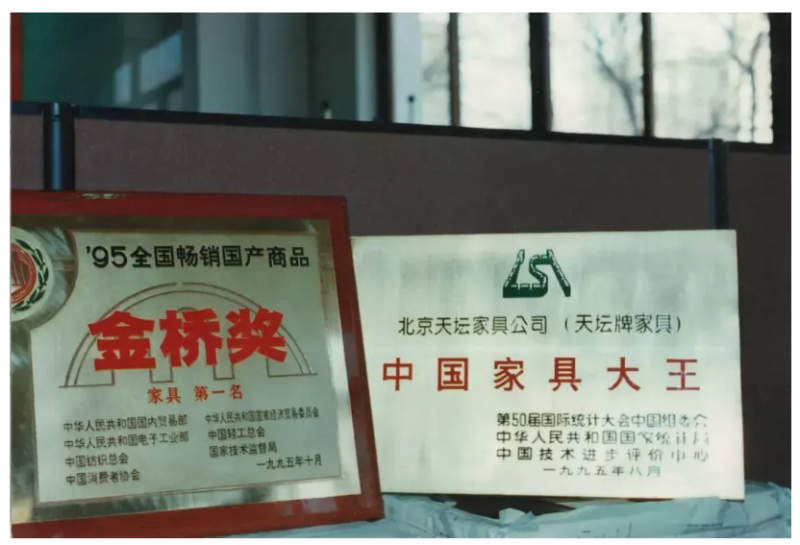 '95全国畅销国产商品
金桥奖
家具 第一名
中华人民共和国国内贸易部
中华人民共和国电子工业部
中国纺织总会
中国消费者协会
中华人民共和国国家经济贸易委员会
中国轻工总会
国家技术监督局
一九九五年十月
北京天坛家具公司（天坛牌家具）
中国家具大王
第50届国际统计大会中国组委会
中华人民共和国国家统计局
中国技术进步评价中心
一九九五年八月